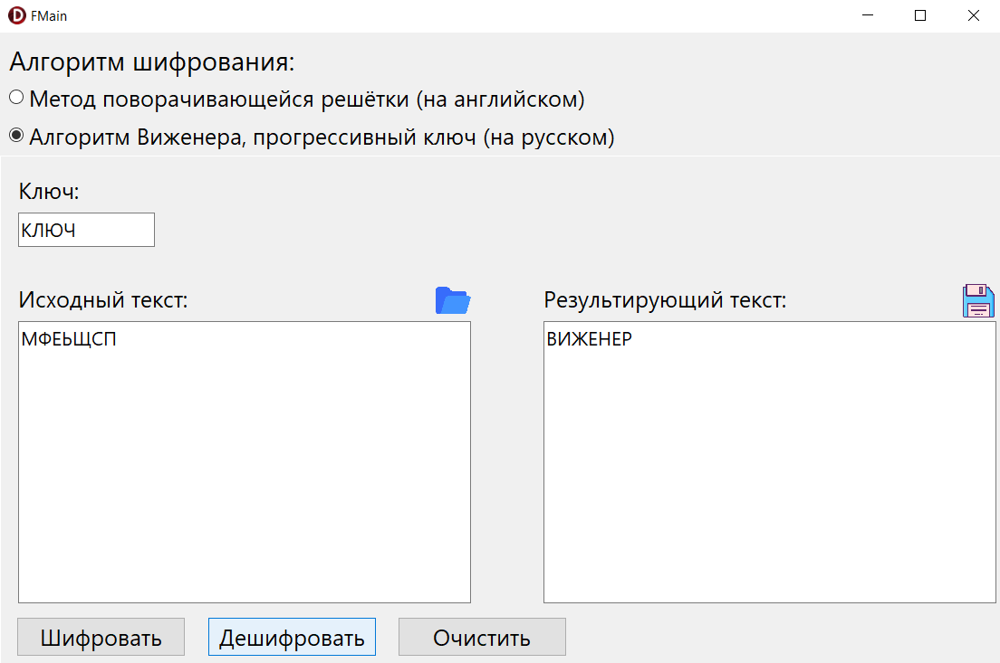 FMain
Алгоритм шифрования:
Метод поворачивающейся решётки (на английском)
Алгоритм Виженера, прогрессивный ключ (на русском)
Ключ:
КЛЮЧ
Исходный текст:
Результирующий текст:
МФЕЬЩСП
ВИЖЕНЕР
Шифровать
Дешифровать
Очистить